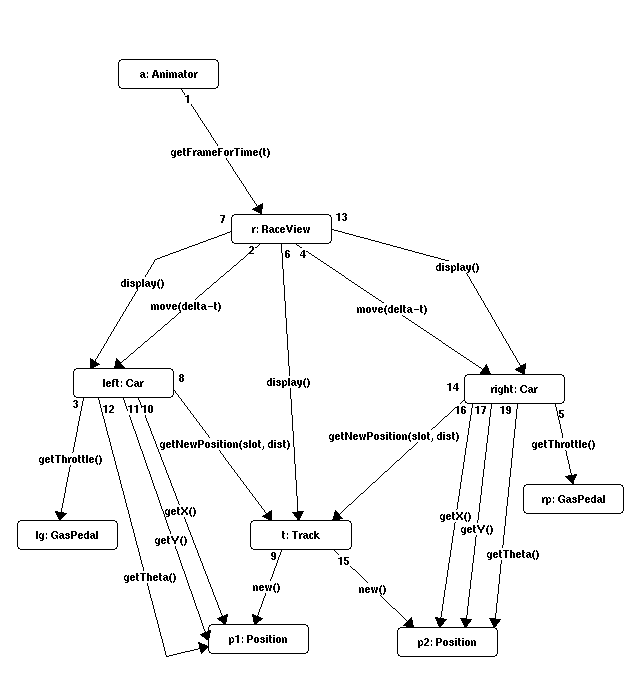 a: Animator
1
getFrameForTime(t)
7
r: RaceView
13
2
6
4
display()
display()
move(delta-t)
move(delta-t)
left: Car
8
display()
14
right: Car
3
12
11
10
16
17
19
5
getNewPosition(slot, dist)
getNewPosition(slot, dist)
getThrottle()
getThrottle()
rp: GasPedal
getX()
getX()
lg: GasPedal
getY()
t: Track
getY()
9
15
getTheta()
getTheta()
new()
new()
p1: Position
p2: Position